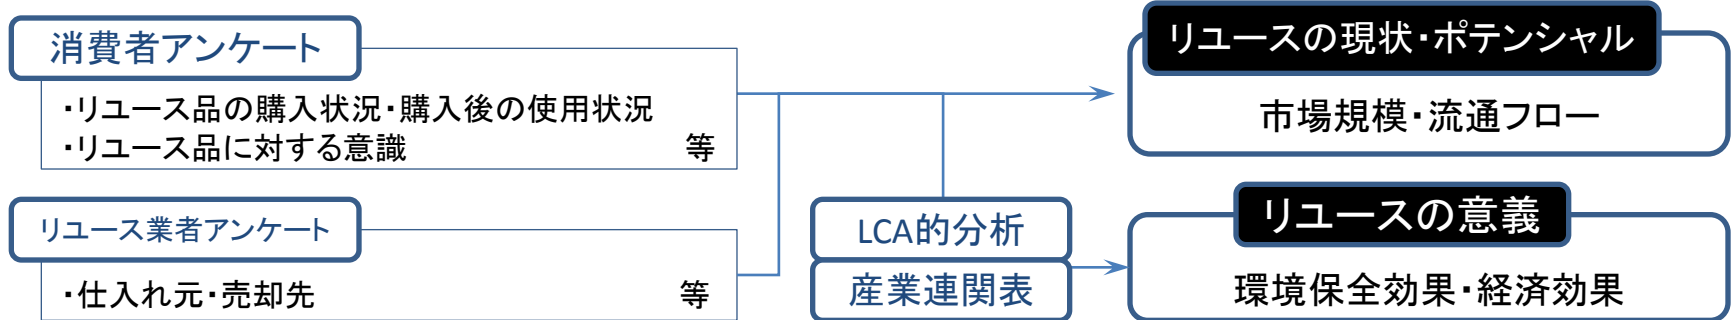 消費者アンケート
・リユース品の購入状況・購入後の使用状況
・リユース品に対する意識 等
リユース業者アンケート
・仕入れ元・売却先 等
LCA的分析
産業連関表
リユースの現状・ポテンシャル
市場規模・流通フロー
リユースの意義
環境保全効果・経済効果